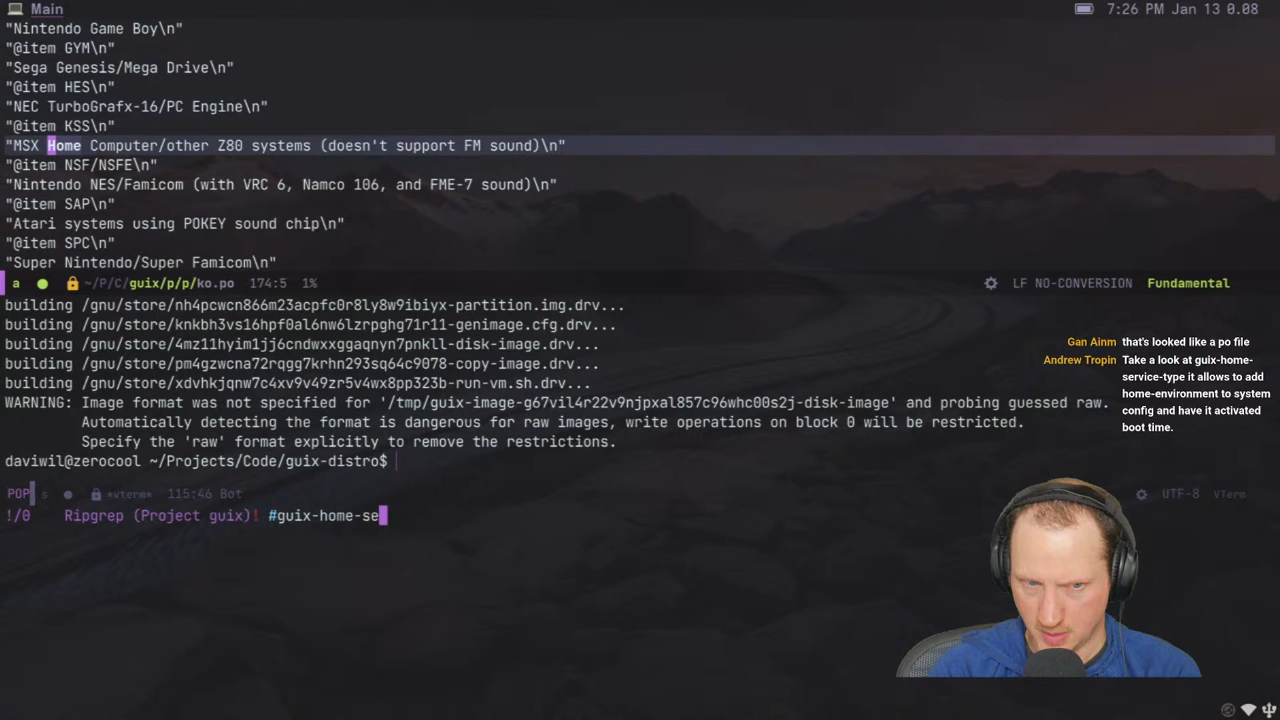 Main
7:26 PM Jan 13 0.08
"Nintendo Game Boy\n"
"@item GYM\n"
"Sega Genesis/Mega Drive\n"
"@item HES\n"
"NEC TurboGrafx-16/PC Engine\n"
"@item KSS\n"
"MSX Home Computer/other Z80 systems (doesn't support FM sound)\n"
"@item NSF/NSFE\n"
"Nintendo NES/Famicom (with VRC 6, Namco 106, and FME-7 sound)\n"
"@item SAP\n"
"Atari systems using POKEY sound chip\n"
"@item SPC\n"
"Super Nintendo/Super Famicom\n"
a ~/P/C/guix/p/p/ko.po 174:5 1% LF NO-CONVERSION Fundamental
building /gnu/store/nh4pcwcn866m23acpfc0r8ly8w9ibiyx-partition.img.drv...
building /gnu/store/knkbh3vs16hpf0al6nw6lzrpghg71r11-genimage.cfg.drv...
building /gnu/store/4mz11hyim1jj6cndwxxggaqnyn7pnkll-disk-image.drv...
building /gnu/store/pm4gzwcna72rqgg7krhn293sq64c9078-copy-image.drv...
building /gnu/store/xdvhkjqnw7c4xv9v49zr5v4wx8pp323b-run-vm.sh.drv...
WARNING: Image format was not specified for '/tmp/guix-image-g67vil4r22v9njpxal857c96whc00s2j-disk-image' and probing guessed raw.
Automatically detecting the format is dangerous for raw images, write operations on block 0 will be restricted.
Specify the 'raw' format explicitly to remove the restrictions.
daviwil@zerocool ~/Projects/Code/guix-distro$
POP s *vterm* 115:46 Bot UTF-8 VTerm
!/0 Ripgrep (Project guix)! #guix-home-se
Gan Ainm that's looked like a po file
Andrew Tropin Take a look at guix-home-
service-type it allows to add
home-environment to system
config and have it activated
boot time.